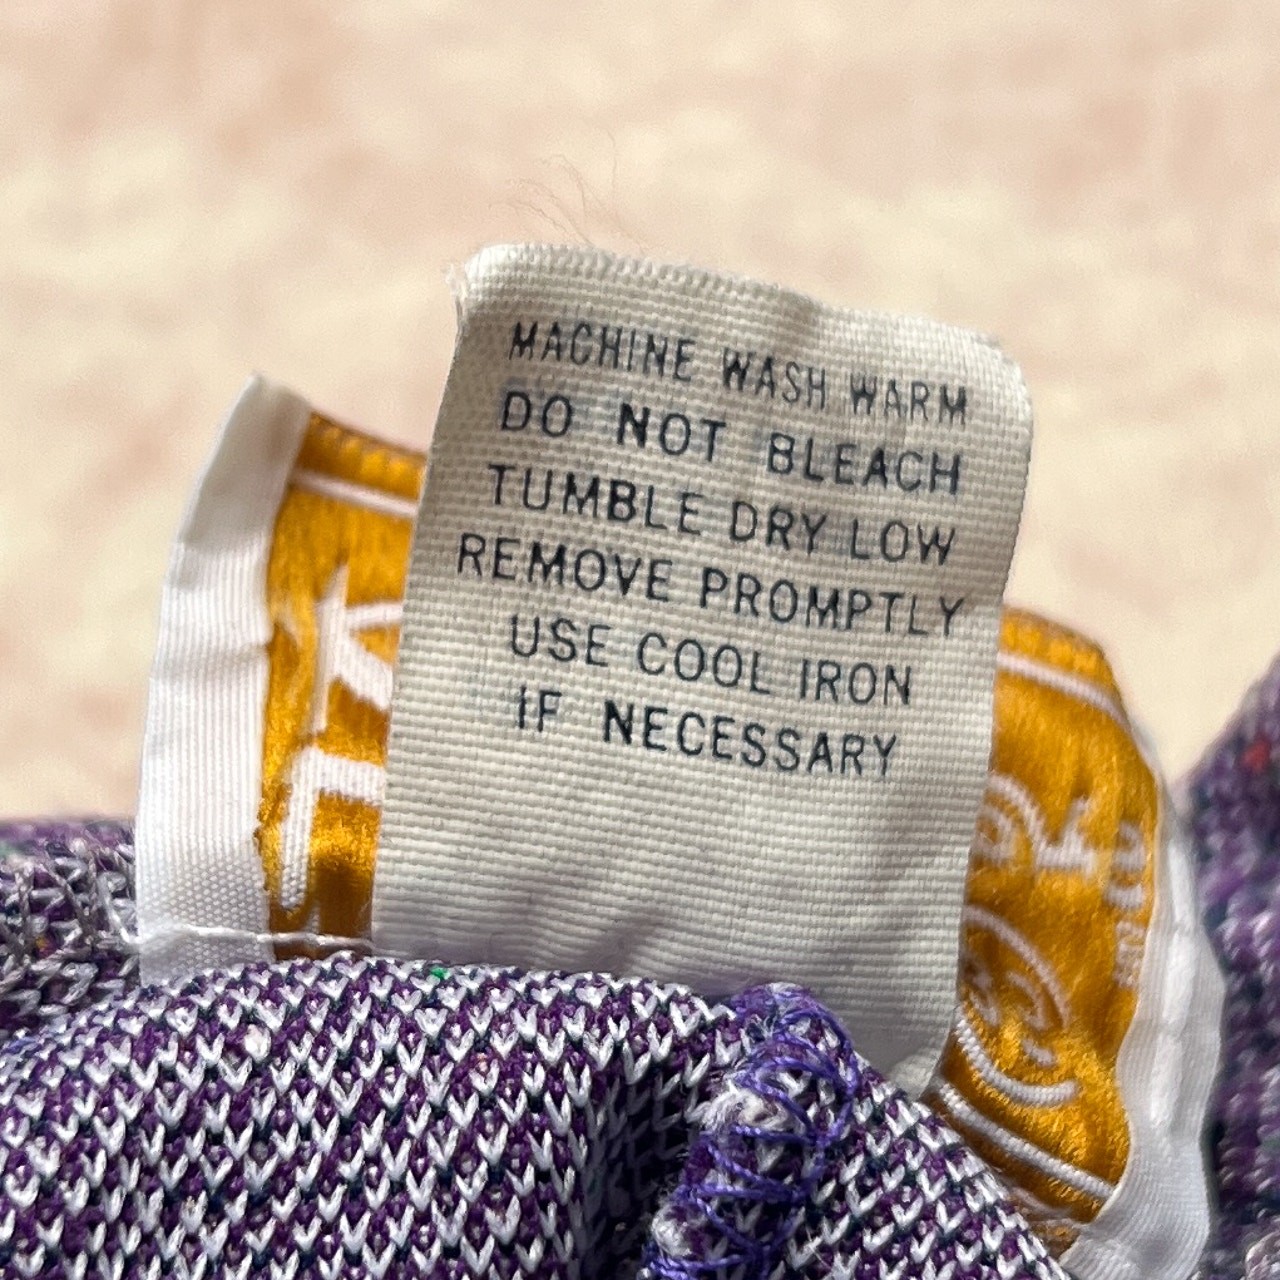 MACHINE WASH WARM
DO NOT BLEACH
TUMBLE DRY LOW
REMOVE PROMPTLY
USE COOL IRON
IF NECESSARY